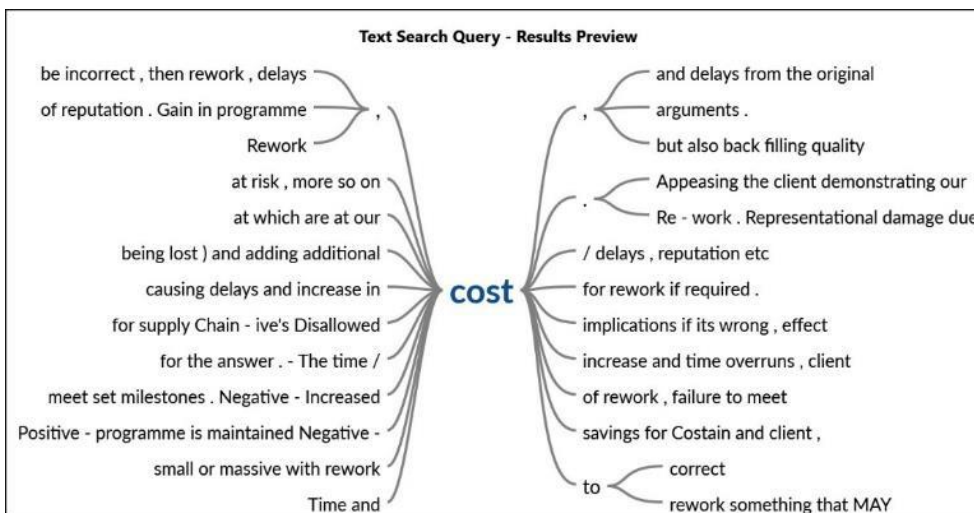 Text Search Query - Results Preview
be incorrect , then rework , delays
of reputation . Gain in programme
Rework
,
at risk , more so on
at which are at our
being lost ) and adding additional
causing delays and increase in
for supply Chain - ive's Disallowed
for the answer . - The time /
meet set milestones . Negative - Increased
Positive - programme is maintained Negative -
small or massive with rework
Time and
cost
,
and delays from the original
arguments .
but also back filling quality
.
Appeasing the client demonstrating our
Re - work . Representational damage due
/ delays , reputation etc
for rework if required .
implications if its wrong , effect
increase and time overruns , client
of rework , failure to meet
savings for Costain and client ,
to
correct
rework something that MAY